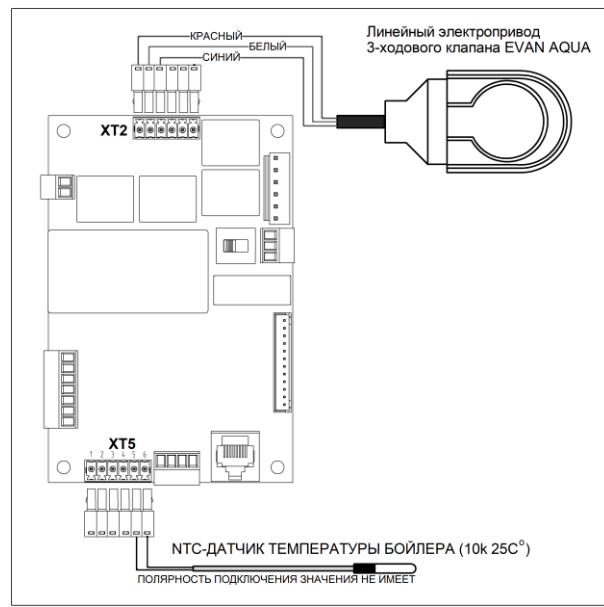 КРАСНЫЙ
БЕЛЫЙ
СИНИЙ
Линейный электропривод
3-ходового клапана EVAN AQUA
XT2
XT5
1 2 3 4 5 6
NTC-ДАТЧИК ТЕМПЕРАТУРЫ БОЙЛЕРА (10k 25C°)
ПОЛЯРНОСТЬ ПОДКЛЮЧЕНИЯ ЗНАЧЕНИЯ НЕ ИМЕЕТ